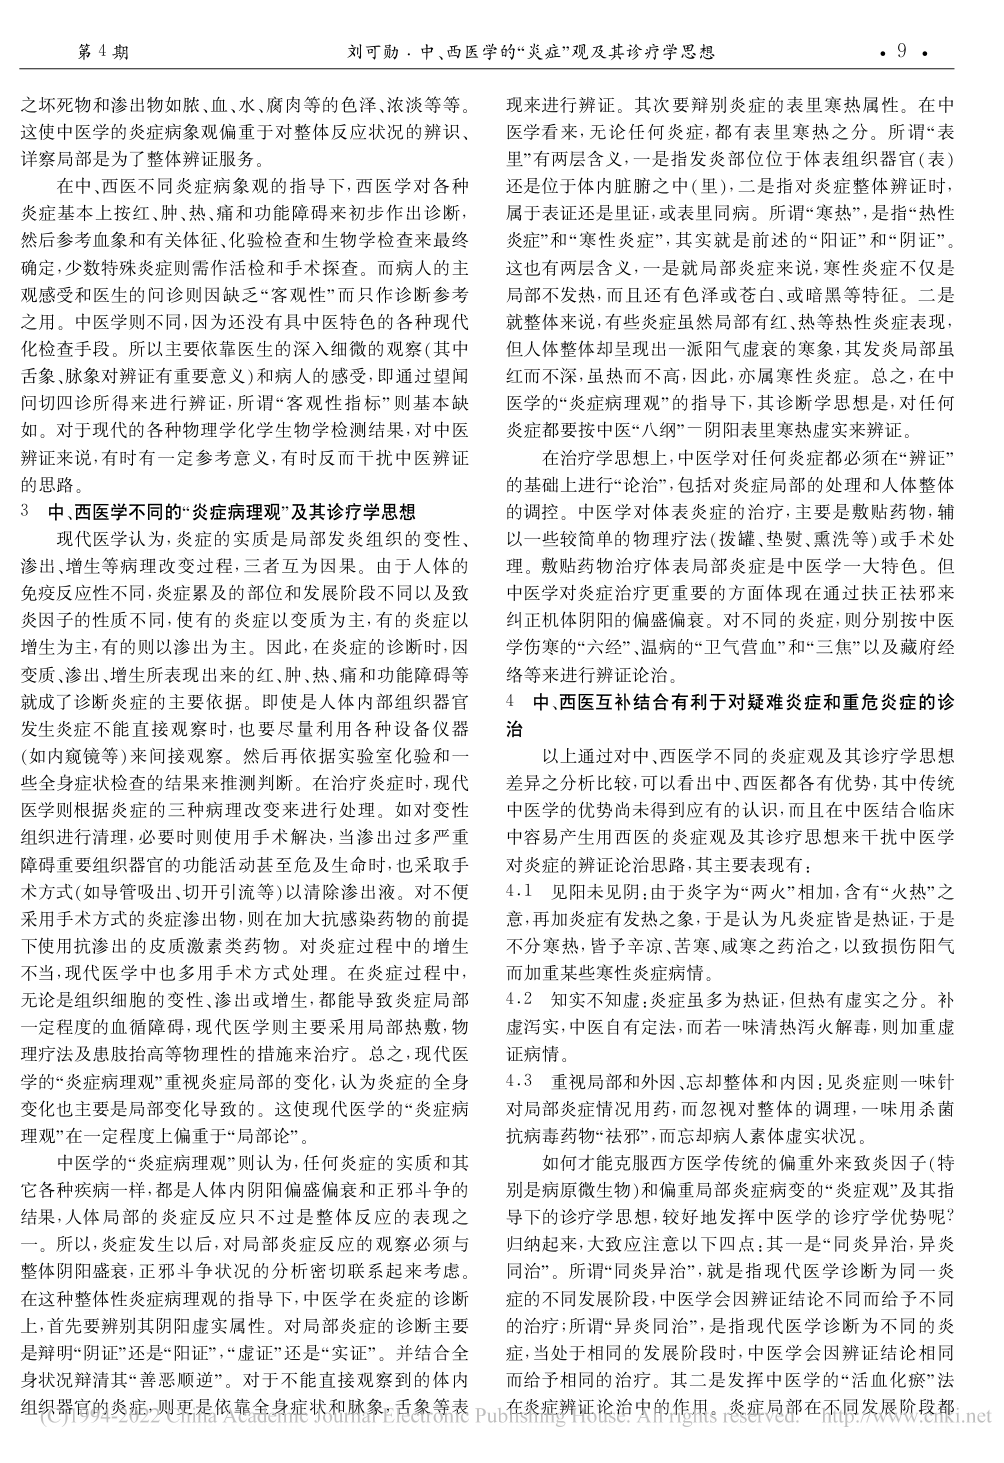 第 4 期
刘可勋·中、西医学的“炎症”观及其诊疗学思想
• 9 •
之坏死物和渗出物如脓、血、水、腐肉等的色泽、浓淡等等。
这使中医学的炎症病象观偏重于对整体反应状况的辨识、
详察局部是为了整体辨证服务。
在中、西医不同炎症病象观的指导下,西医学对各种
炎症基本上按红、肿、热、痛和功能障碍来初步作出诊断,
然后参考血象和有关体征、化验检查和生物学检查来最终
确定,少数特殊炎症则需作活检和手术探查。而病人的主
观感受和医生的问诊则因缺乏“客观性”而只作诊断参考
之用。中医学则不同,因为还没有具中医特色的各种现代
化检查手段。所以主要依靠医生的深入细微的观察(其中
舌象、脉象对辨证有重要意义)和病人的感受,即通过望闻
问切四诊所得来进行辨证,所谓“客观性指标”则基本缺
如。对于现代的各种物理学化学生物学检测结果,对中医
辨证来说,有时有一定参考意义,有时反而干扰中医辨证
的思路。
3 中、西医学不同的“炎症病理观”及其诊疗学思想
现代医学认为,炎症的实质是局部发炎组织的变性、
渗出、增生等病理改变过程,三者互为因果。由于人体的
免疫反应性不同,炎症累及的部位和发展阶段不同以及致
炎因子的性质不同,使有的炎症以变质为主,有的炎症以
增生为主,有的则以渗出为主。因此,在炎症的诊断时,因
变质、渗出、增生所表现出来的红、肿、热、痛和功能障碍等
就成了诊断炎症的主要依据。即使是人体内部组织器官
发生炎症不能直接观察时,也要尽量利用各种设备仪器
(如内窥镜等)来间接观察。然后再依据实验室化验和一
些全身症状检查的结果来推测判断。在治疗炎症时,现代
医学则根据炎症的三种病理改变来进行处理。如对变性
组织进行清理,必要时则使用手术解决,当渗出过多严重
障碍重要组织器官的功能活动甚至危及生命时,也采取手
术方式(如导管吸出、切开引流等)以清除渗出液。对不便
采用手术方式的炎症渗出物,则在加大抗感染药物的前提
下使用抗渗出的皮质激素类药物。对炎症过程中的增生
不当,现代医学中也多用手术方式处理。在炎症过程中,
无论是组织细胞的变性、渗出或增生,都能导致炎症局部
一定程度的血循障碍,现代医学则主要采用局部热敷,物
理疗法及患肢抬高等物理性的措施来治疗。总之,现代医
学的“炎症病理观”重视炎症局部的变化,认为炎症的全身
变化也主要是局部变化导致的。这使现代医学的“炎症病
理观”在一定程度上偏重于“局部论”。
中医学的“炎症病理观”则认为,任何炎症的实质和其
它各种疾病一样,都是人体内阴阳偏盛偏衰和正邪斗争的
结果,人体局部的炎症反应只不过是整体反应的表现之
一。所以,炎症发生以后,对局部炎症反应的观察必须与
整体阴阳盛衰,正邪斗争状况的分析密切联系起来考虑。
在这种整体性炎症病理观的指导下,中医学在炎症的诊断
上,首先要辨别其阴阳虚实属性。对局部炎症的诊断主要
是辩明“阴证”还是“阳证”,“虚证”还是“实证”。并结合全
身状况辩清其“善恶顺逆”。对于不能直接观察到的体内
组织器官的炎症,则更是依靠全身症状和脉象,舌象等表
现来进行辨证。其次要辩别炎症的表里寒热属性。在中
医学看来,无论任何炎症,都有表里寒热之分。所谓“表
里”有两层含义,一是指发炎部位位于体表组织器官(表)
还是位于体内脏腑之中(里),二是指对炎症整体辨证时,
属于表证还是里证,或表里同病。所谓“寒热”,是指“热性
炎症”和“寒性炎症”,其实就是前述的“阳证”和“阴证”。
这也有两层含义,一是就局部炎症来说,寒性炎症不仅是
局部不发热,而且还有色泽或苍白、或暗黑等特征。二是
就整体来说,有些炎症虽然局部有红、热等热性炎症表现,
但人体整体却呈现出一派阳气虚衰的寒象,其发炎局部虽
红而不深,虽热而不高,因此,亦属寒性炎症。总之,在中
医学的“炎症病理观”的指导下,其诊断学思想是,对任何
炎症都要按中医“八纲”—阴阳表里寒热虚实来辨证。
在治疗学思想上,中医学对任何炎症都必须在“辨证”
的基础上进行“论治”,包括对炎症局部的处理和人体整体
的调控。中医学对体表炎症的治疗,主要是敷贴药物,辅
以一些较简单的物理疗法(拨罐、垫熨、熏洗等)或手术处
理。敷贴药物治疗体表局部炎症是中医学一大特色。但
中医学对炎症治疗更重要的方面体现在通过扶正祛邪来
纠正机体阴阳的偏盛偏衰。对不同的炎症,则分别按中医
学伤寒的“六经”、温病的“卫气营血”和“三焦”以及藏府经
络等来进行辨证论治。
4 中、西医互补结合有利于对疑难炎症和重危炎症的诊
治
以上通过对中、西医学不同的炎症观及其诊疗学思想
差异之分析比较,可以看出中、西医都各有优势,其中传统
中医学的优势尚未得到应有的认识,而且在中医结合临床
中容易产生用西医的炎症观及其诊疗思想来干扰中医学
对炎症的辨证论治思路,其主要表现有:
4.1 见阳未见阴:由于炎字为“两火”相加,含有“火热”之
意,再加炎症有发热之象,于是认为凡炎症皆是热证,于是
不分寒热,皆予辛凉、苦寒、咸寒之药治之,以致损伤阳气
而加重某些寒性炎症病情。
4.2 知实不知虚:炎症虽多为热证,但热有虚实之分。补
虚泻实,中医自有定法,而若一味清热泻火解毒,则加重虚
证病情。
4.3 重视局部和外因、忘却整体和内因:见炎症则一味针
对局部炎症情况用药,而忽视对整体的调理,一味用杀菌
抗病毒药物“祛邪”,而忘却病人素体虚实状况。
如何才能克服西方医学传统的偏重外来致炎因子(特
别是病原微生物)和偏重局部炎症病变的“炎症观”及其指
导下的诊疗学思想,较好地发挥中医学的诊疗学优势呢?
归纳起来,大致应注意以下四点:其一是“同炎异治,异炎
同治”。所谓“同炎异治”,就是指现代医学诊断为同一炎
症的不同发展阶段,中医学会因辨证结论不同而给予不同
的治疗;所谓“异炎同治”,是指现代医学诊断为不同的炎
症,当处于相同的发展阶段时,中医学会因辨证结论相同
而给予相同的治疗。其二是发挥中医学的“活血化瘀”法
在炎症辨证论治中的作用。炎症局部在不同发展阶段都
(C)1994-2022 China Academic Journal Electronic Publishing House. All rights reserved. http://www.cnki.net